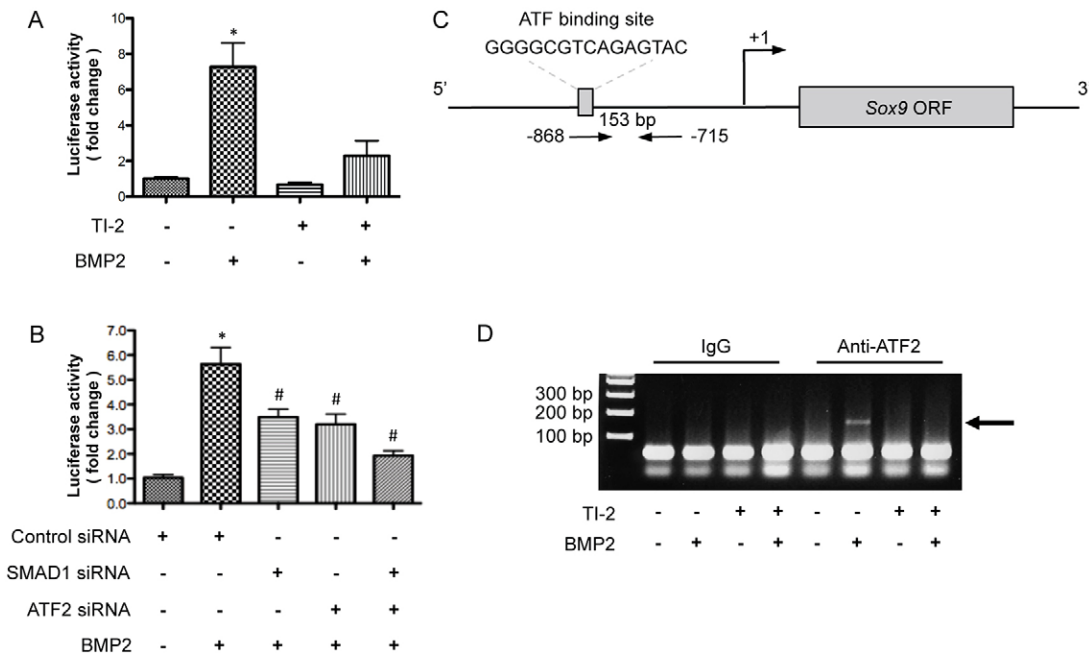 A
Luciferase activity
( fold change )
10
8
6
4
2
0
*
TI-2 - - + +
BMP2 - + - +
B
Luciferase activity
( fold change )
7.0
6.0
5.0
4.0
3.0
2.0
1.0
0.0
*
#
#
#
Control siRNA + + - - -
SMAD1 siRNA - - + - +
ATF2 siRNA - - - + +
BMP2 - + + + +
C
ATF binding site
GGGGCGTCAGAGTAC
+1
5’
3
Sox9 ORF
153 bp
-868
-715
D
IgG
Anti-ATF2
300 bp
200 bp
100 bp
TI-2 - - + + - - + +
BMP2 - + - + - + - +